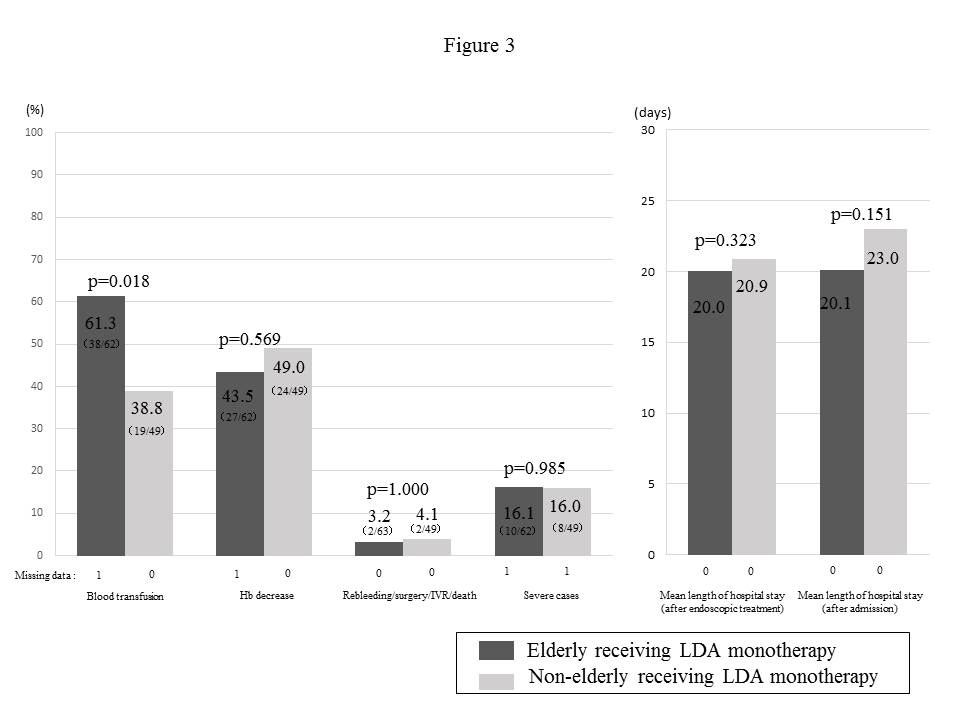 Figure 3
(%)
100
90
80
70
60
50
40
30
20
10
0
p=0.018
61.3
(38/62)
38.8
(19/49)
p=0.569
43.5
(27/62)
49.0
(24/49)
p=1.000
3.2
(2/63)
4.1
(2/49)
p=0.985
16.1
(10/62)
16.0
(8/49)
Missing data : 1 0 1 0 0 0 1 1
Blood transfusion Hb decrease Rebleeding/surgery/IVR/death Severe cases
(days)
30
25
20
15
10
5
0
p=0.323
20.0
20.9
p=0.151
20.1
23.0
0 0 0 0
Mean length of hospital stay
(after endoscopic treatment)
Mean length of hospital stay
(after admission)
Elderly receiving LDA monotherapy
Non-elderly receiving LDA monotherapy